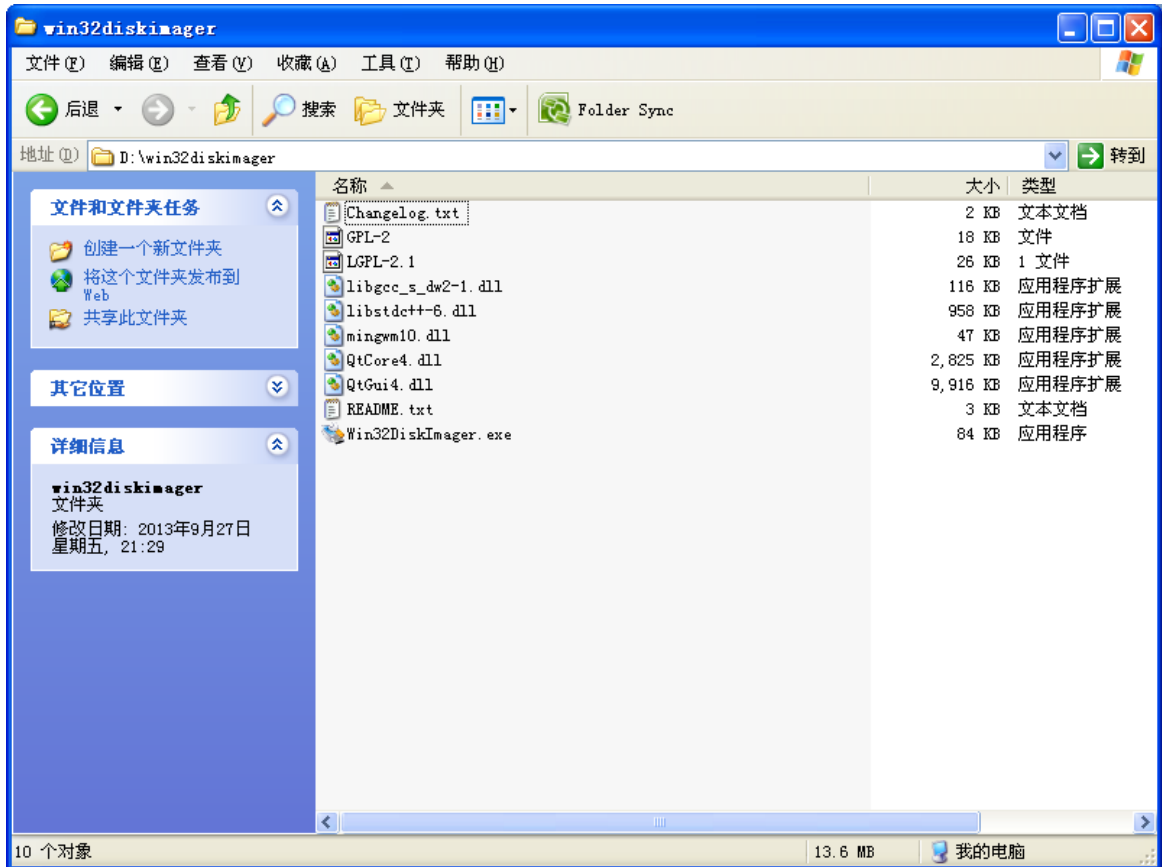 win32diskimager
文件(F) 编辑(E) 查看(V) 收藏(A) 工具(T) 帮助(H)
后退 搜索 文件夹 Folder Sync
地址(D) D:\win32diskimager 转到
文件和文件夹任务
创建一个新文件夹
将这个文件夹发布到
Web
共享此文件夹
其它位置
详细信息
win32diskimager
文件夹
修改日期: 2013年9月27日
星期五, 21:29
名称 大小 类型
Changelog.txt 2 KB 文本文档
GPL-2 18 KB 文件
LGPL-2.1 26 KB 1 文件
libgcc_s_dw2-1.dll 116 KB 应用程序扩展
libstdc++-6.dll 958 KB 应用程序扩展
mingwm10.dll 47 KB 应用程序扩展
QtCore4.dll 2,825 KB 应用程序扩展
QtGui4.dll 9,916 KB 应用程序扩展
README.txt 3 KB 文本文档
Win32DiskImager.exe 84 KB 应用程序
10 个对象 13.6 MB 我的电脑